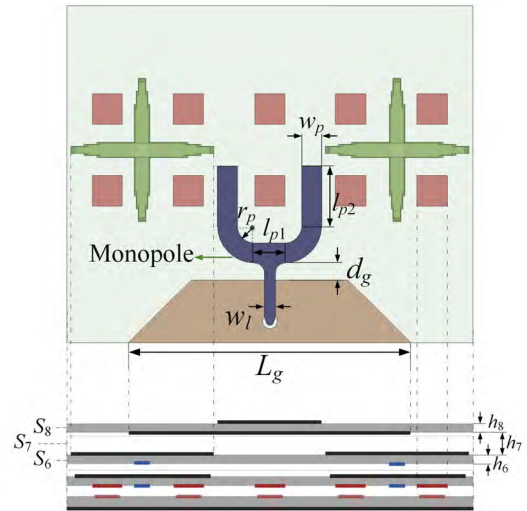 w_p
l_p2
r_p
l_p1
Monopole
d_g
w_l
L_g
S_8
h_8
S_7
h_7
S_6
h_6